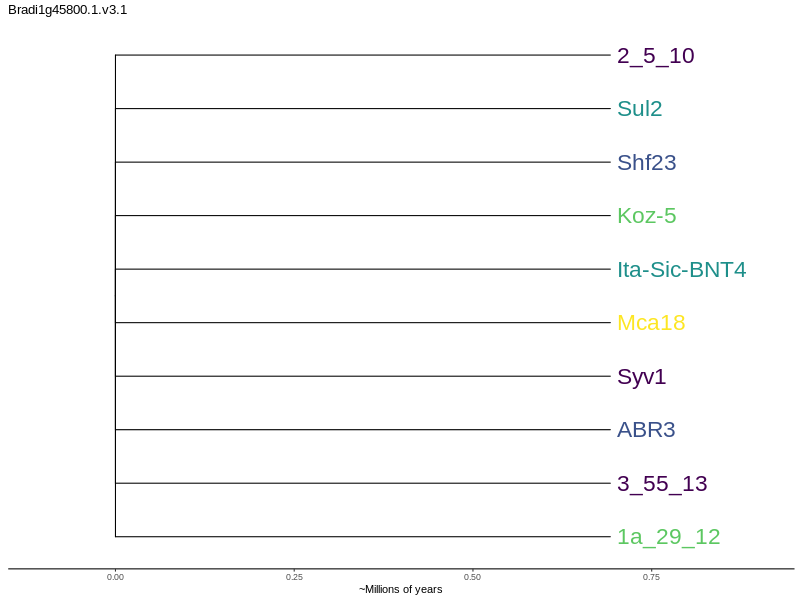 Bradi1g45800.1.v3.1
2_5_10
Sul2
Shf23
Koz-5
Ita-Sic-BNT4
Mca18
Syv1
ABR3
3_55_13
1a_29_12
0.00 0.25 0.50 0.75
~Millions of years